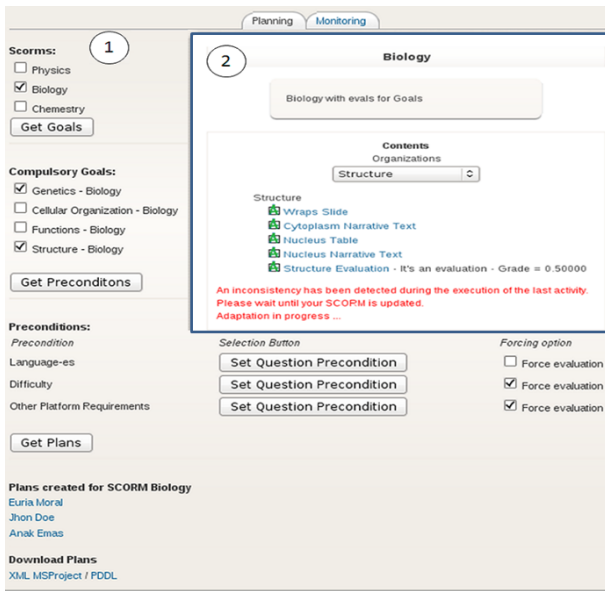 Planning
Monitoring
1
Scorms:
Physics
Biology
Chemestry
Get Goals
Compulsory Goals:
Genetics - Biology
Cellular Organization - Biology
Functions - Biology
Structure - Biology
Get Preconditons
2
Biology
Biology with evals for Goals
Contents
Organizations
Structure
Structure
Wraps Slide
Cytoplasm Narrative Text
Nucleus Table
Nucleus Narrative Text
Structure Evaluation - It's an evaluation - Grade = 0.50000
An inconsistency has been detected during the execution of the last activity.
Please wait until your SCORM is updated.
Adaptation in progress ...
Preconditions:
Precondition Selection Button Forcing option
Language-es Set Question Precondition Force evaluation
Difficulty Set Question Precondition Force evaluation
Other Platform Requirements Set Question Precondition Force evaluation
Get Plans
Plans created for SCORM Biology
Euria Moral
Jhon Doe
Anak Emas
Download Plans
XML MSProject / PDDL